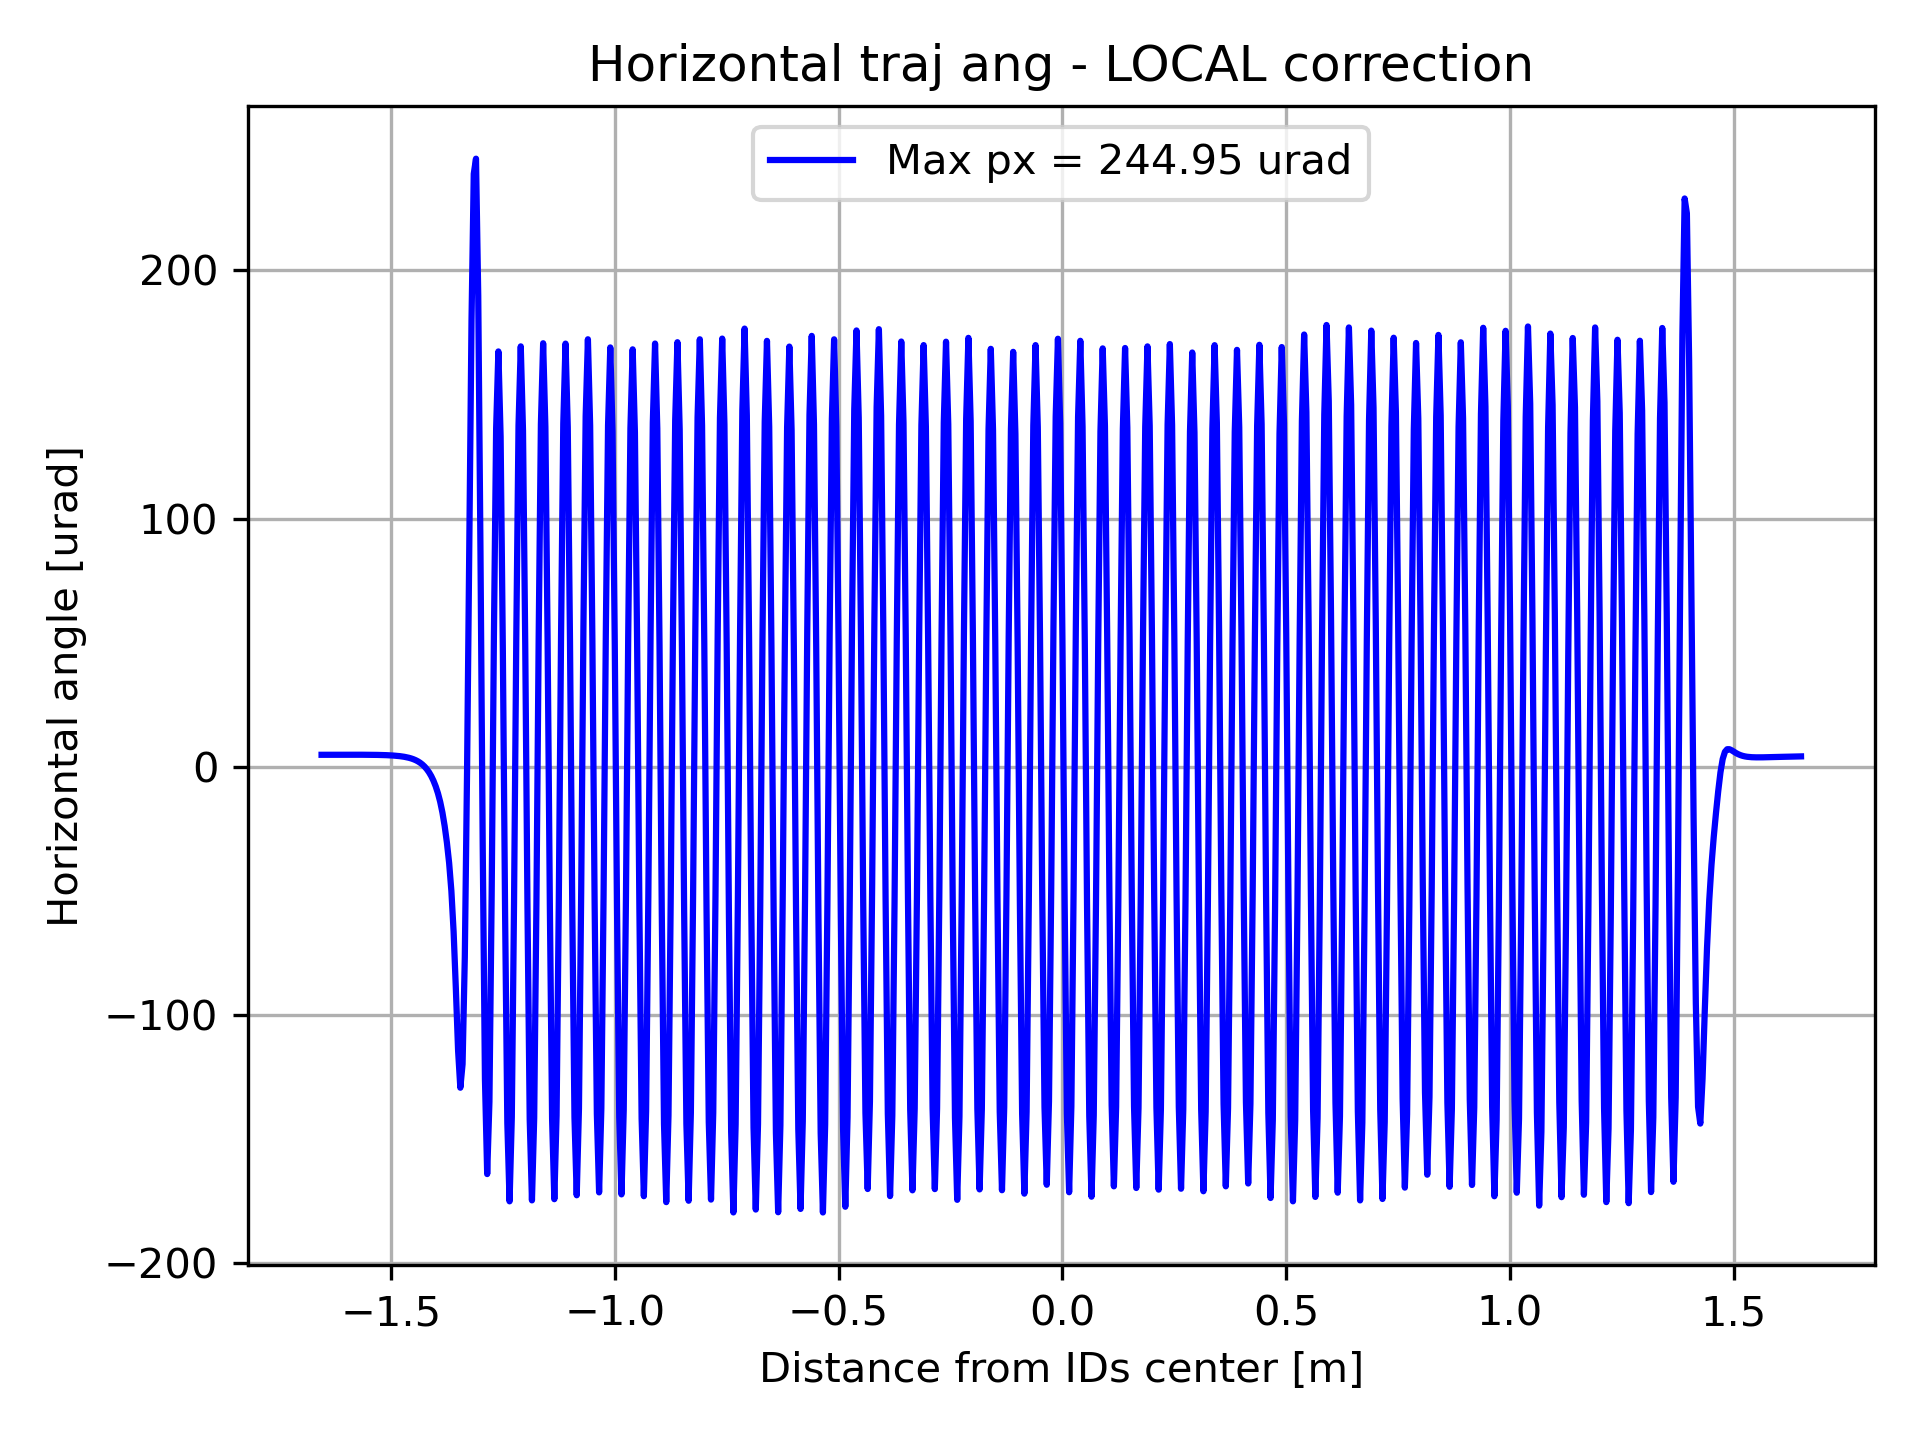 Horizontal traj ang - LOCAL correction
Max px = 244.95 urad
Horizontal angle [urad]
200
100
0
−100
−200
−1.5 −1.0 −0.5 0.0 0.5 1.0 1.5
Distance from IDs center [m]